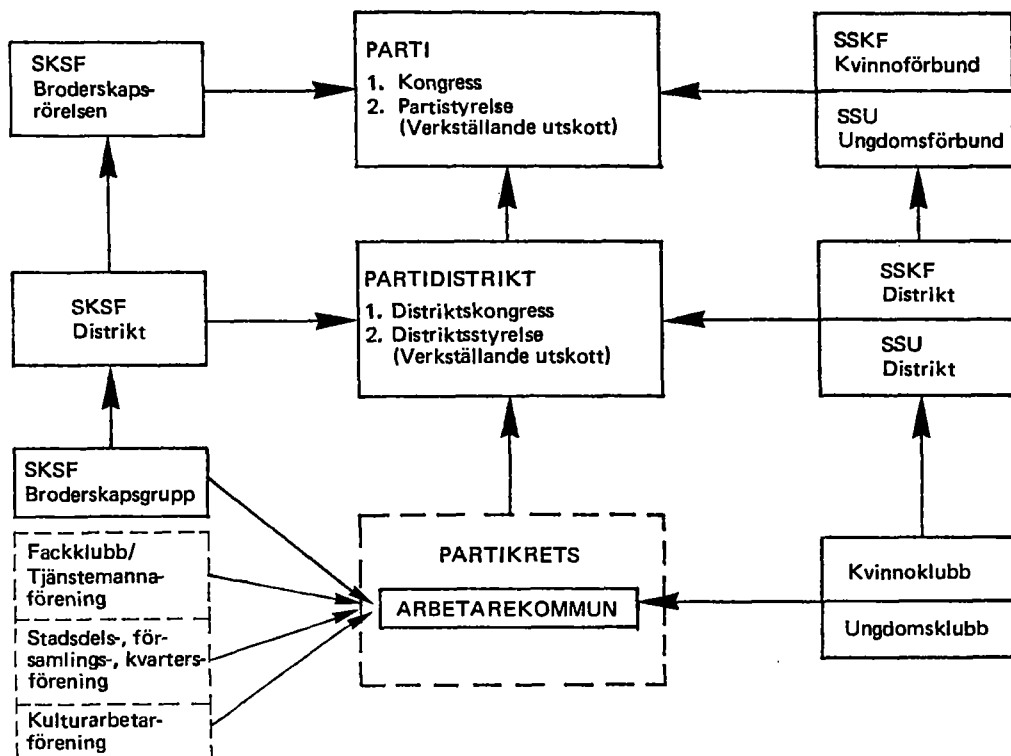 SKSF
Broderskaps-
rörelsen
PARTI
1. Kongress
2. Partistyrelse
(Verkställande utskott)
SSKF
Kvinnoförbund
SSU
Ungdomsförbund
SKSF
Distrikt
PARTIDISTRIKT
1. Distriktskongress
2. Distriktsstyrelse
(Verkställande utskott)
SSKF
Distrikt
SSU
Distrikt
SKSF
Broderskapsgrupp
Fackklubb/
Tjänstemanna-
förening
Stadsdels-, för-
samlings-, kvarters-
förening
Kulturarbetar-
förening
PARTIKRETS
ARBETAREKOMMUN
Kvinnoklubb
Ungdomsklubb